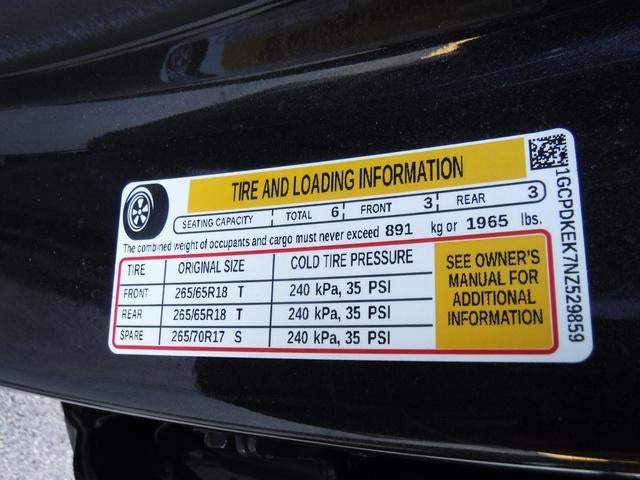 TIRE AND LOADING INFORMATION
SEATING CAPACITY TOTAL 6 FRONT 3 REAR 3
The combined weight of occupants and cargo must never exceed 891 kg or 1965 lbs.
TIRE ORIGINAL SIZE COLD TIRE PRESSURE
FRONT 265/65R18 T 240 kPa, 35 PSI
REAR 265/65R18 T 240 kPa, 35 PSI
SPARE 265/70R17 S 240 kPa, 35 PSI
SEE OWNER'S
MANUAL FOR
ADDITIONAL
INFORMATION
1GCPDKEK7NZ529859